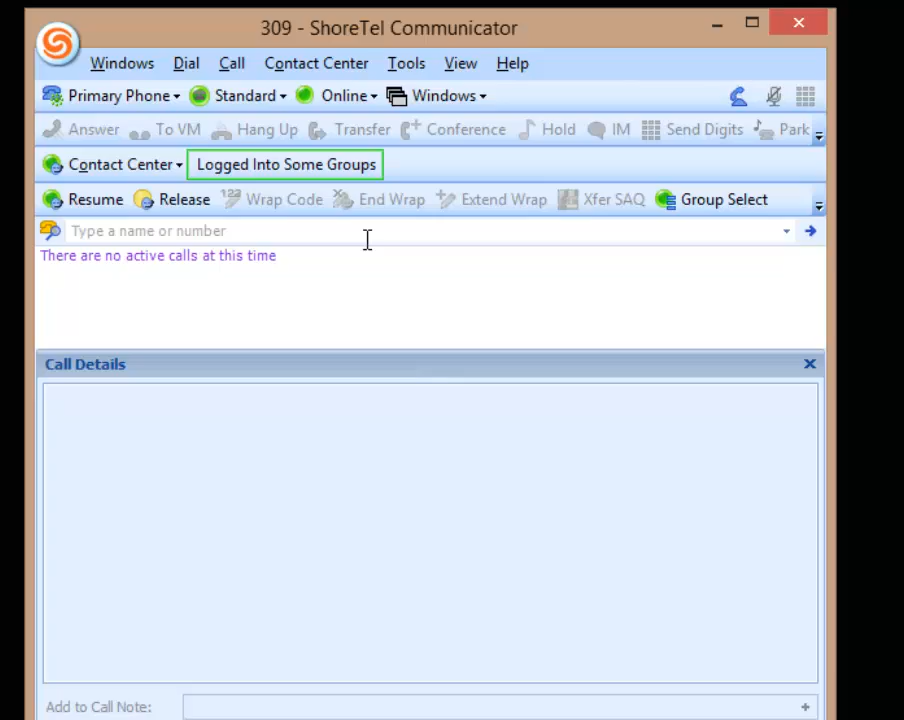 309 - ShoreTel Communicator
Windows Dial Call Contact Center Tools View Help
Primary Phone Standard Online Windows
Answer To VM Hang Up Transfer Conference Hold IM Send Digits Park
Contact Center Logged Into Some Groups
Resume Release 123 Wrap Code End Wrap Extend Wrap Xfer SAQ Group Select
Type a name or number
There are no active calls at this time
Call Details
Add to Call Note: